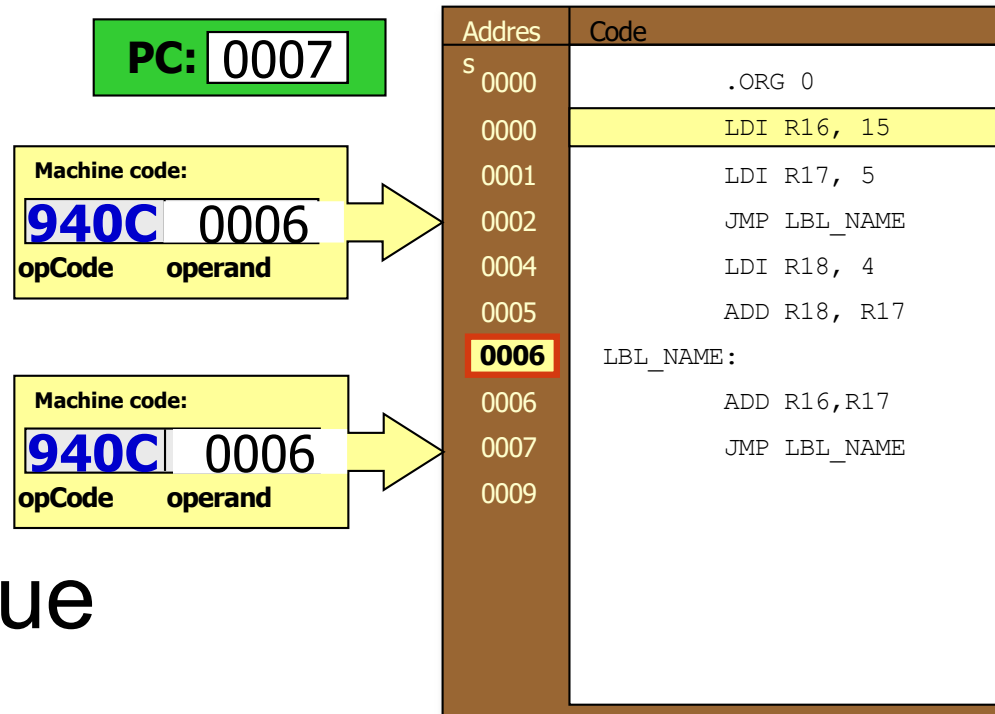 PC: 0007
Machine code:
940C 0006
opCode operand
Machine code:
940C 0006
opCode operand
ue
Addres
s
Code
0000 .ORG 0
0000 LDI R16, 15
0001 LDI R17, 5
0002 JMP LBL_NAME
0004 LDI R18, 4
0005 ADD R18, R17
0006 LBL_NAME:
0006 ADD R16,R17
0007 JMP LBL_NAME
0009